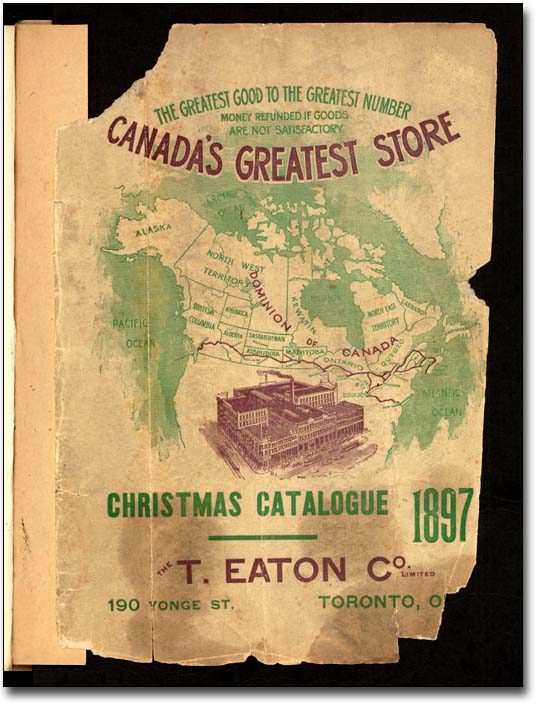 THE GREATEST GOOD TO THE GREATEST NUMBER
MONEY REFUNDED IF GOODS
ARE NOT SATISFACTORY
CANADA'S GREATEST STORE
ALASKA
NORTH WEST
TERRITORY
DOMINION OF CANADA
KEEWATIN
NORTH EAST
TERRITORY
LABRADOR
BRITISH
COLUMBIA
ATHABASCA
ALBERTA
SASKATCHEWAN
ASSINIBOIA
MANITOBA
ONTARIO
QUEBEC
PACIFIC
OCEAN
ATLANTIC
OCEAN
CHRISTMAS CATALOGUE 1897
THE T. EATON CO. LIMITED
190 YONGE ST. TORONTO, O